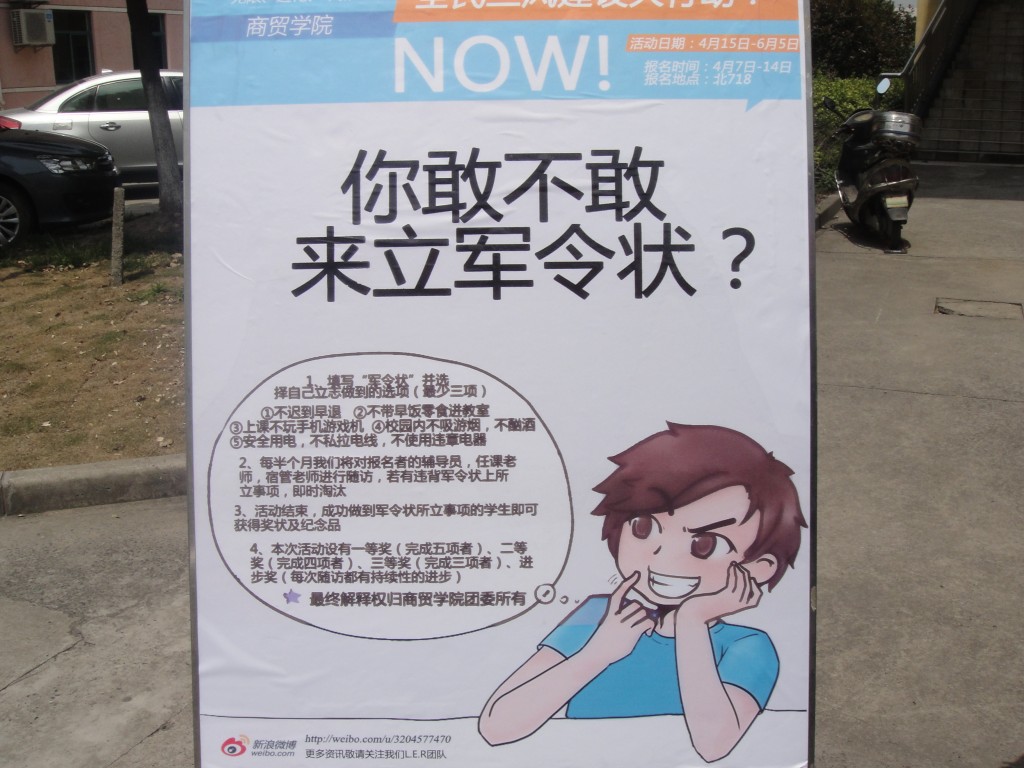 商贸学院
NOW!
活动日期：4月15日-6月5日
报名时间：4月7日-14日
报名地点：北718
你敢不敢
来立军令状？
1、填写“军令状”并选
择自己立志做到的选项（最少三项）
①不迟到早退 ②不带早饭零食进教室
③上课不玩手机游戏机 ④校园内不吸游烟，不酗酒
⑤安全用电，不私拉电线，不使用违章电器
2、每半个月我们将对报名者的辅导员，任课老
师，宿管老师进行随访，若有违背军令状上所
立事项，即时淘汰
3、活动结束，成功做到军令状所立事项的学生即可
获得奖状及纪念品
4、本次活动设有一等奖（完成五项者）、二等
奖（完成四项者）、三等奖（完成三项者）、进
步奖（每次随访都有持续性的进步）
最终解释权归商贸学院团委所有
新浪微博
weibo.com
http://weibo.com/u/3204577470
更多资讯敬请关注我们L.E.R团队